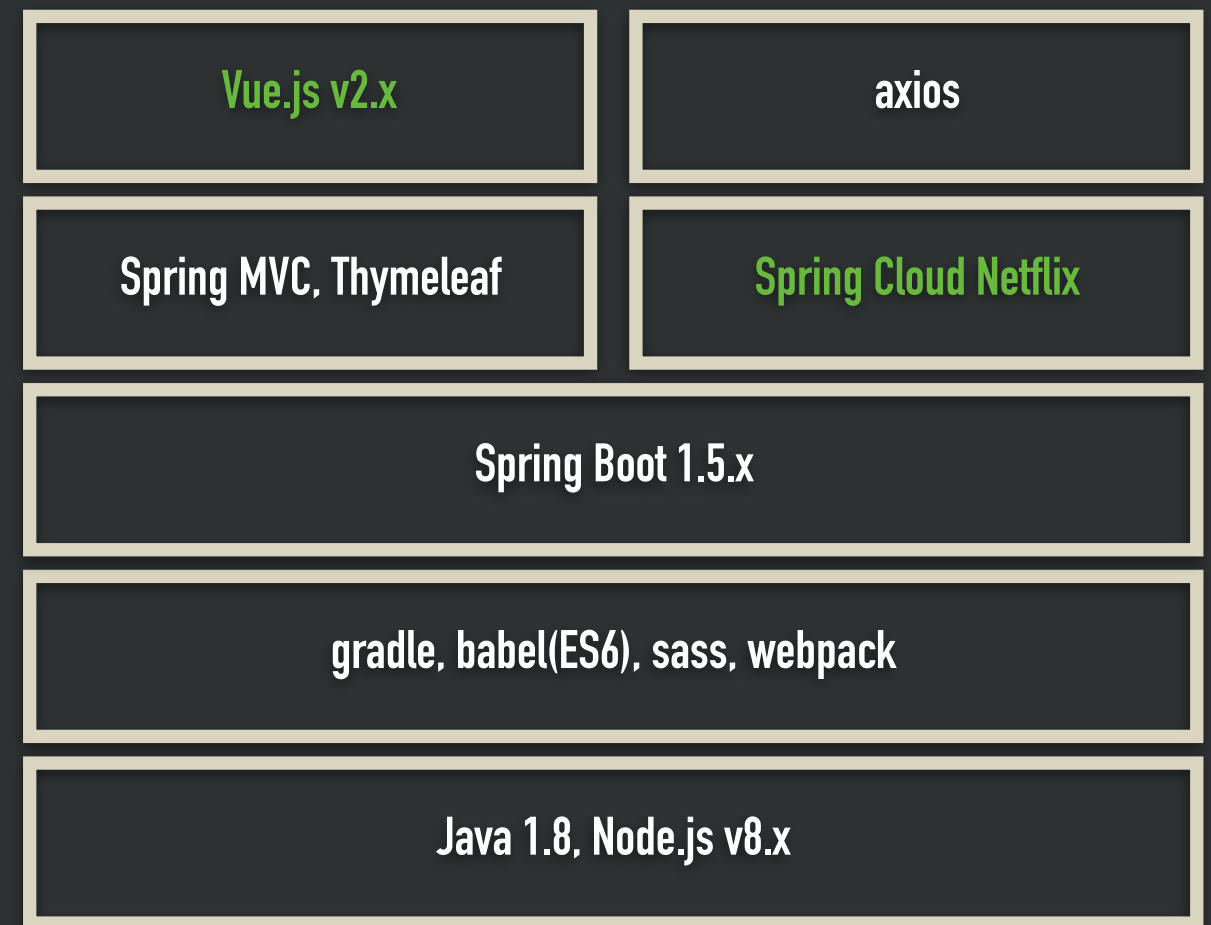 Vue.js v2.x
axios
Spring MVC, Thymeleaf
Spring Cloud Netflix
Spring Boot 1.5.x
gradle, babel(ES6), sass, webpack
Java 1.8, Node.js v8.x